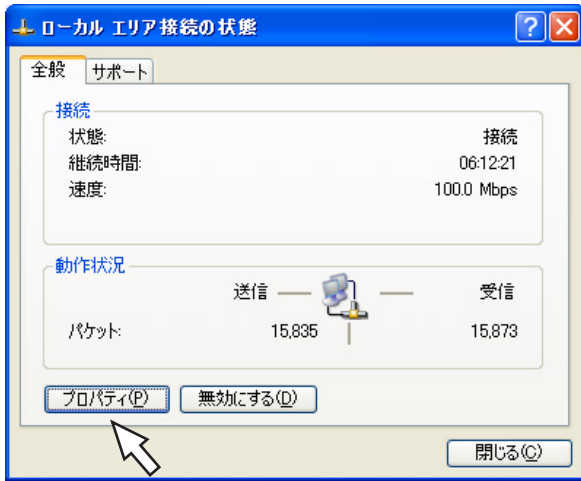 ローカル エリア接続の状態
全般 サポート
接続
状態: 接続
継続時間: 06:12:21
速度: 100.0 Mbps
動作状況
送信 受信
パケット: 15,835 15,873
プロパティ(P) 無効にする(D)
閉じる(C)